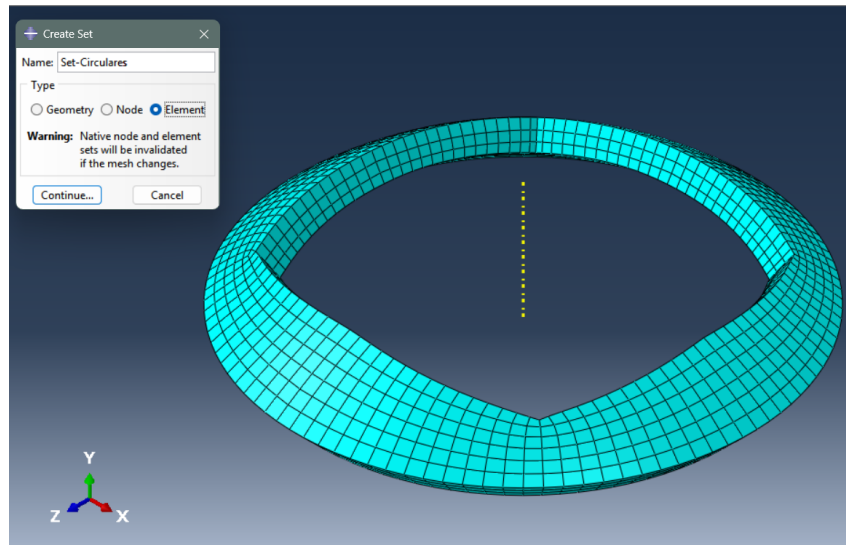 Create Set
Name: Set-Circulares
Type
Geometry Node Element
Warning: Native node and element
sets will be invalidated
if the mesh changes.
Continue... Cancel
Y
Z X